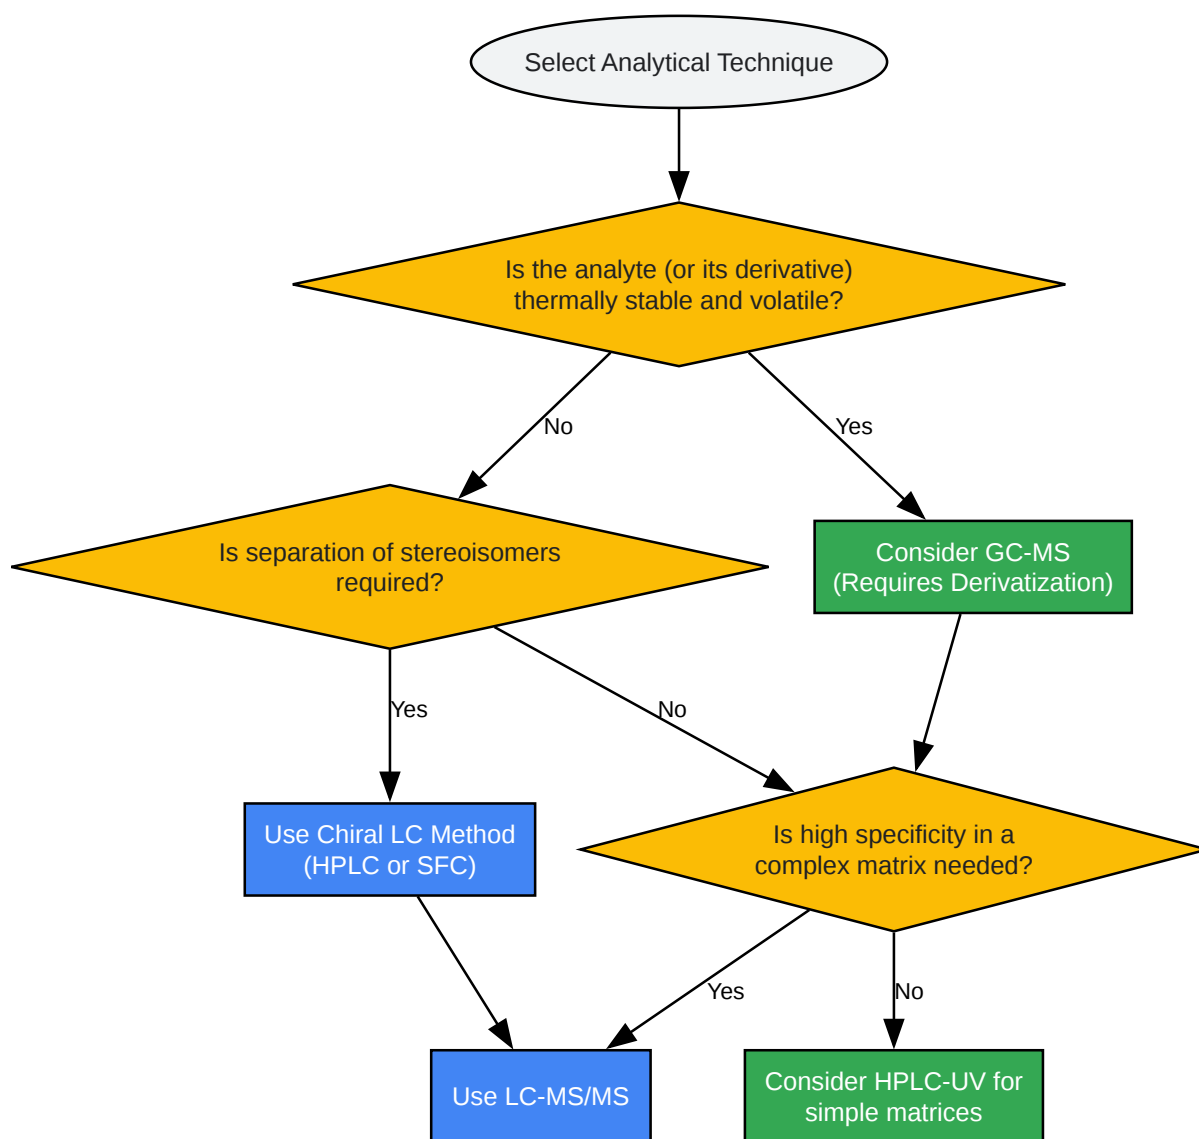 Select Analytical Technique
Is the analyte (or its derivative)
thermally stable and volatile?
No
Yes
Is separation of stereoisomers
required?
Consider GC-MS
(Requires Derivatization)
Yes
No
Use Chiral LC Method
(HPLC or SFC)
Is high specificity in a
complex matrix needed?
Yes
No
Use LC-MS/MS
Consider HPLC-UV for
simple matrices